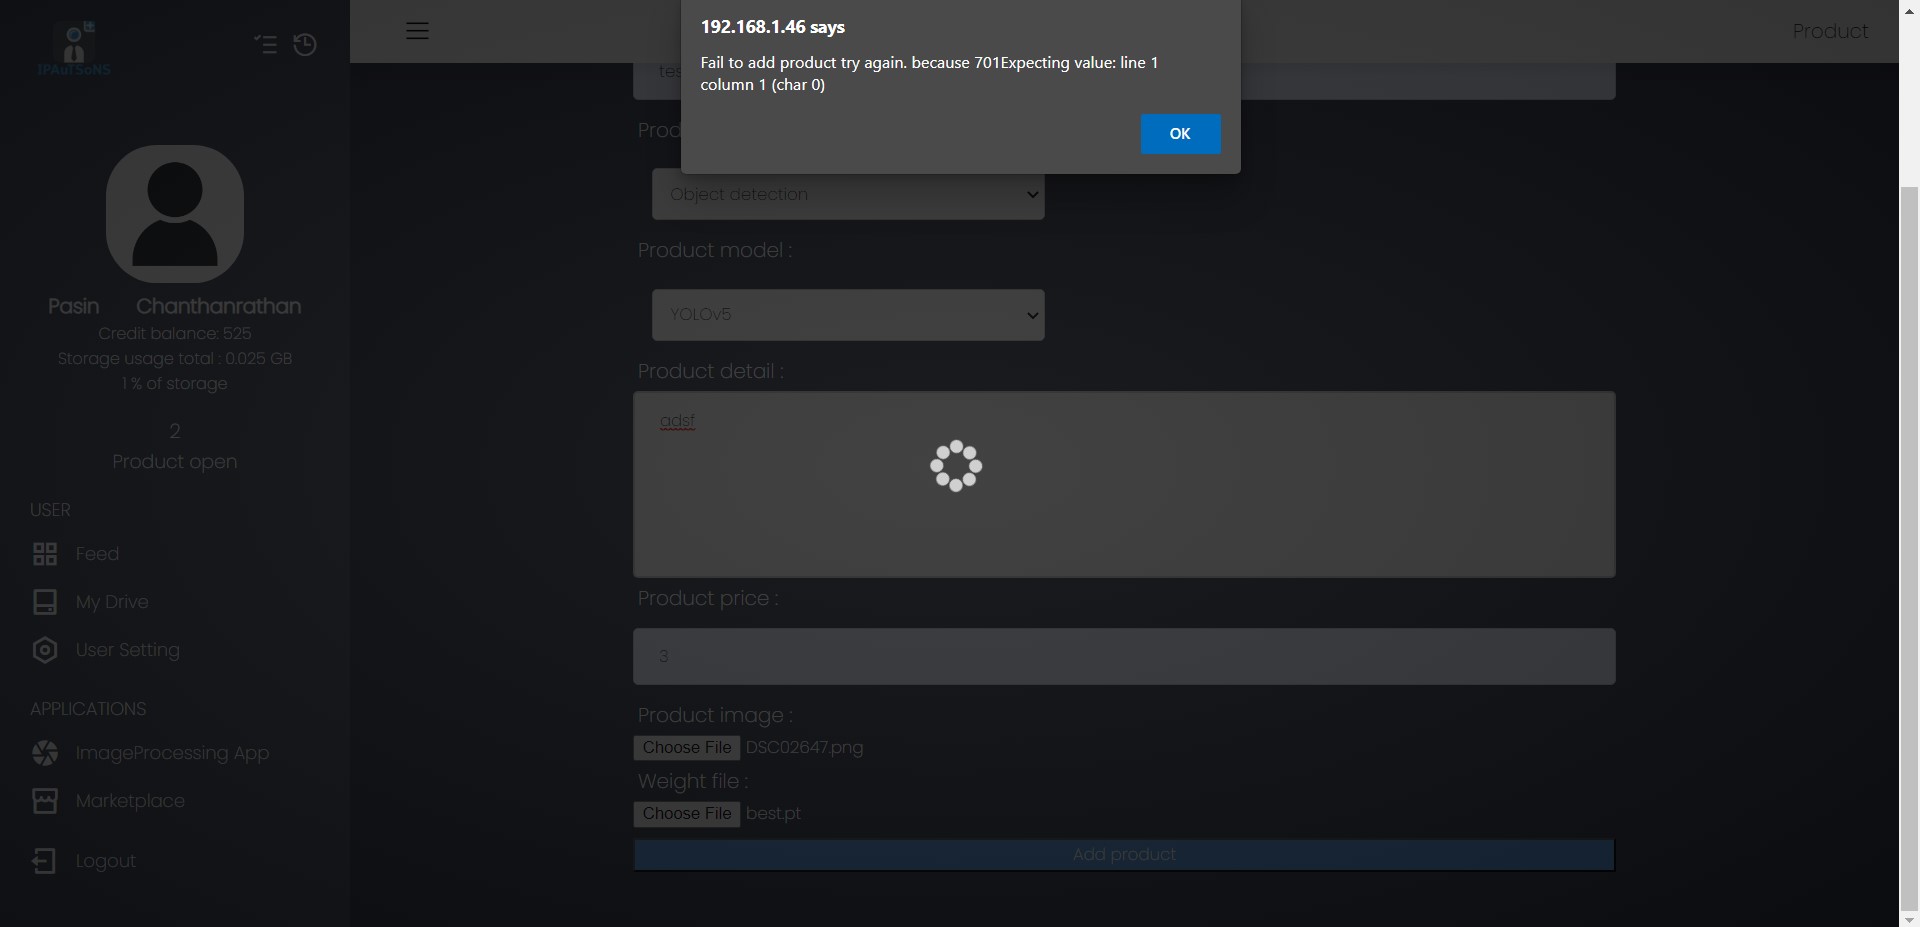 IPAuTSoNS
Pasin Chanthanrathan
Credit balance: 525
Storage usage total : 0.025 GB
1 % of storage
2
Product open
USER
Feed
My Drive
User Setting
APPLICATIONS
ImageProcessing App
Marketplace
Logout
Product
192.168.1.46 says
Fail to add product try again. because 701Expecting value: line 1
column 1 (char 0)
OK
tes
Prod
Object detection
Product model :
YOLOv5
Product detail :
adsf
Product price :
3
Product image :
Choose File DSC02647.png
Weight file :
Choose File best.pt
Add product